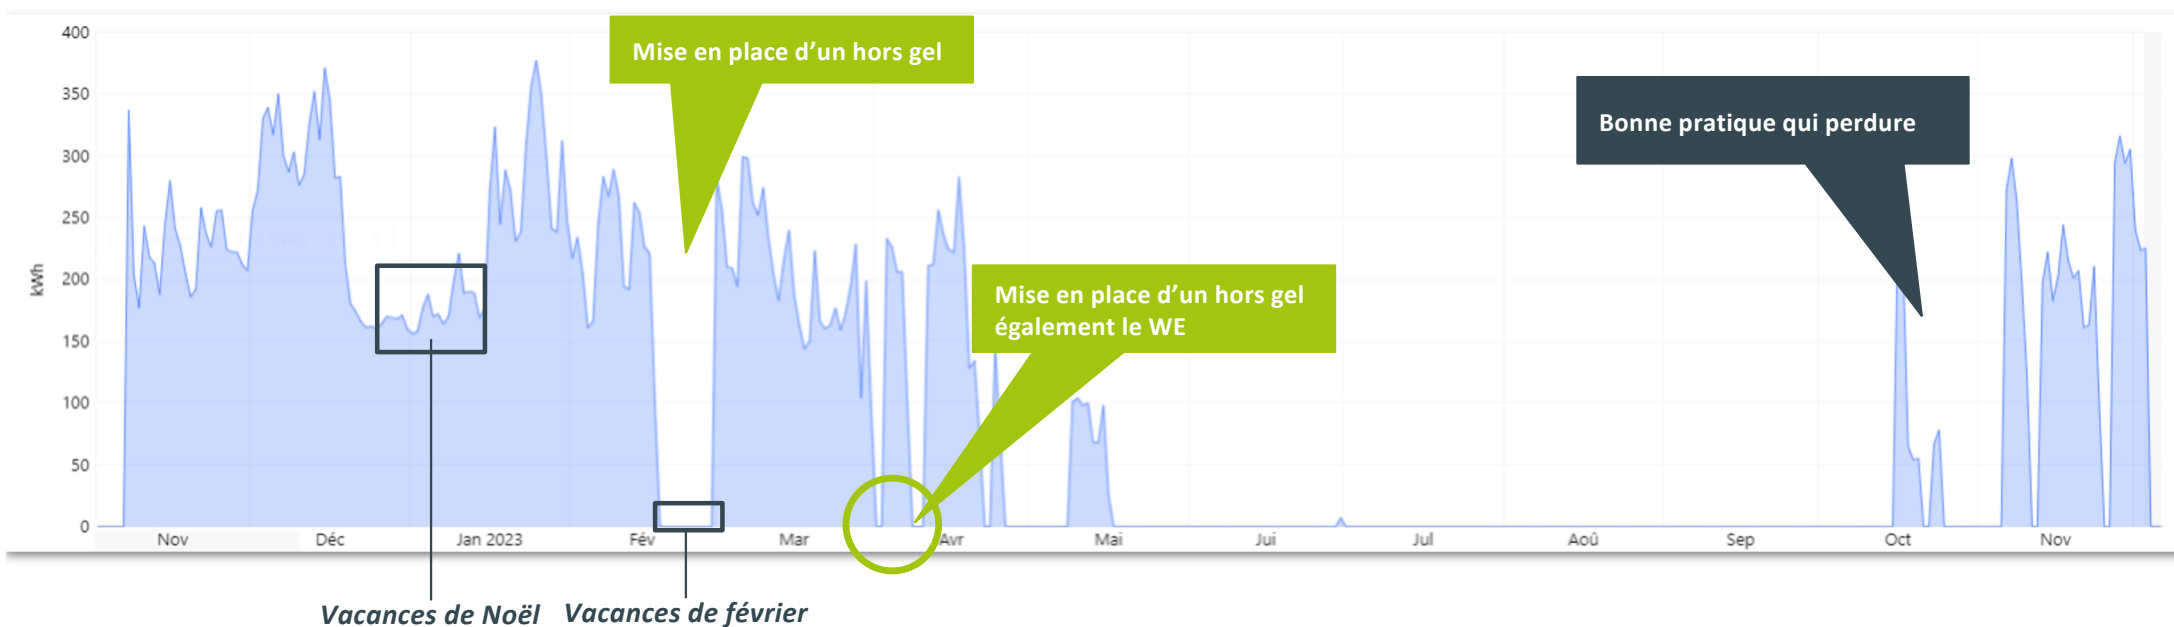 400
350
300
250
200
150
100
50
0
kWh
Mise en place d’un hors gel
Bonne pratique qui perdure
Mise en place d’un hors gel
également le WE
Nov
Déc
Jan 2023
Fév
Mar
Avr
Mai
Jui
Jul
Aoû
Sep
Oct
Nov
Vacances de Noël
Vacances de février